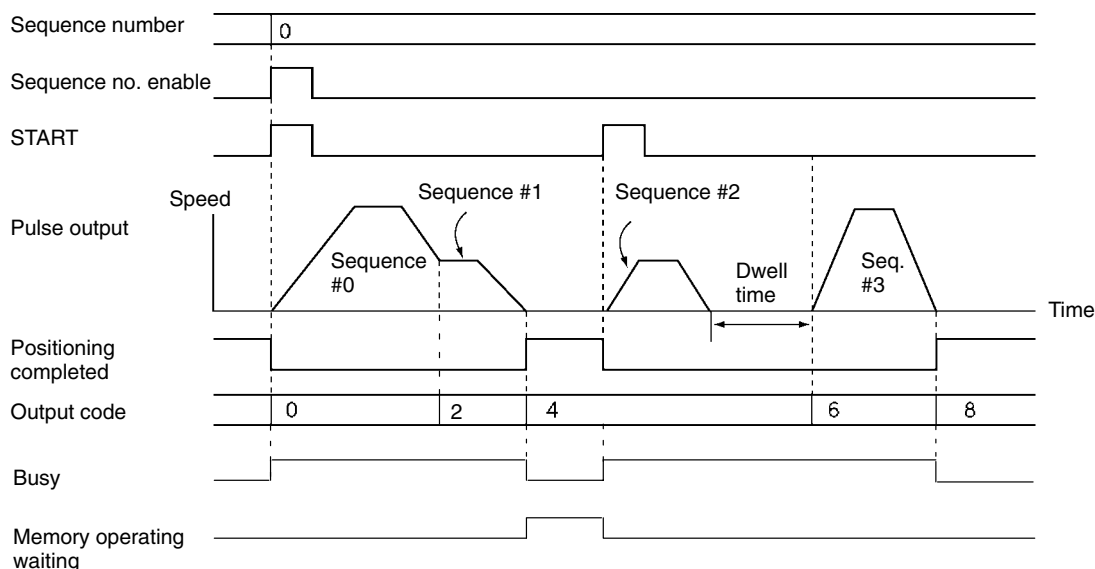 Sequence number
0
Sequence no. enable
START
Speed
Sequence #1
Sequence #2
Pulse output
Sequence
#0
Dwell
time
Seq.
#3
Time
Positioning
completed
Output code
0
2
4
6
8
Busy
Memory operating
waiting